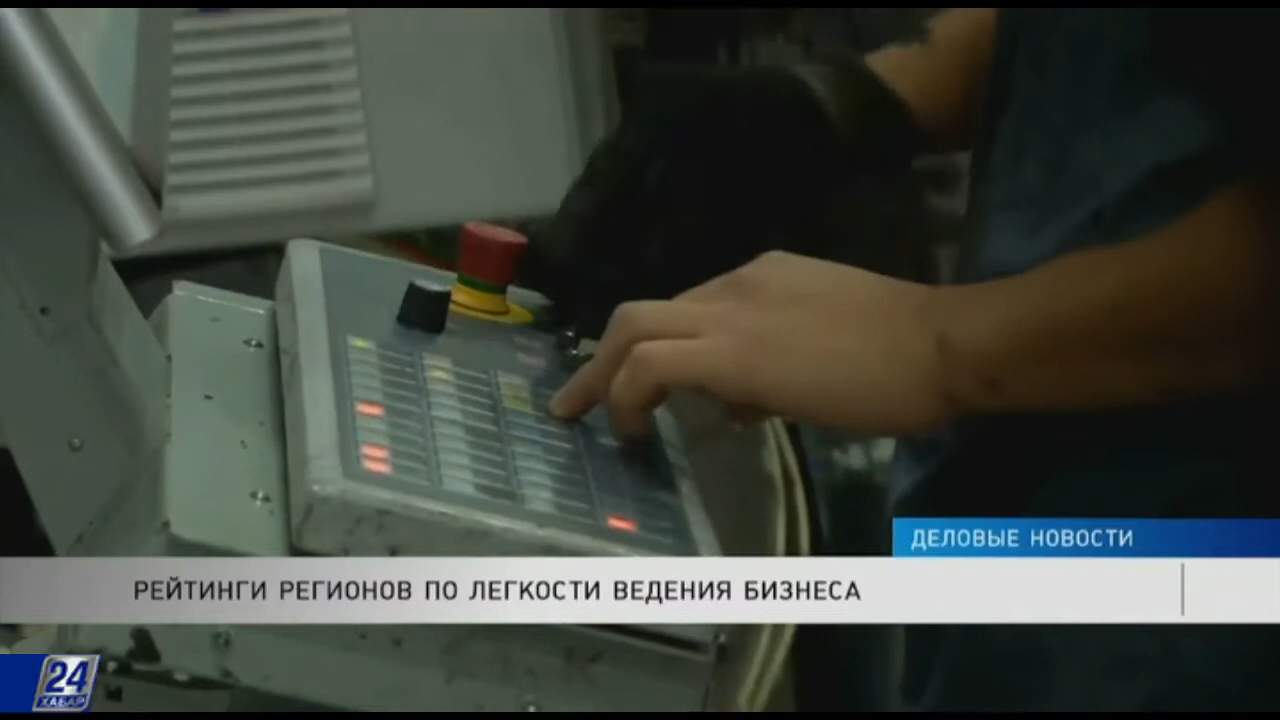 ДЕЛОВЫЕ НОВОСТИ
РЕЙТИНГИ РЕГИОНОВ ПО ЛЕГКОСТИ ВЕДЕНИЯ БИЗНЕСА
24
ХАБАР